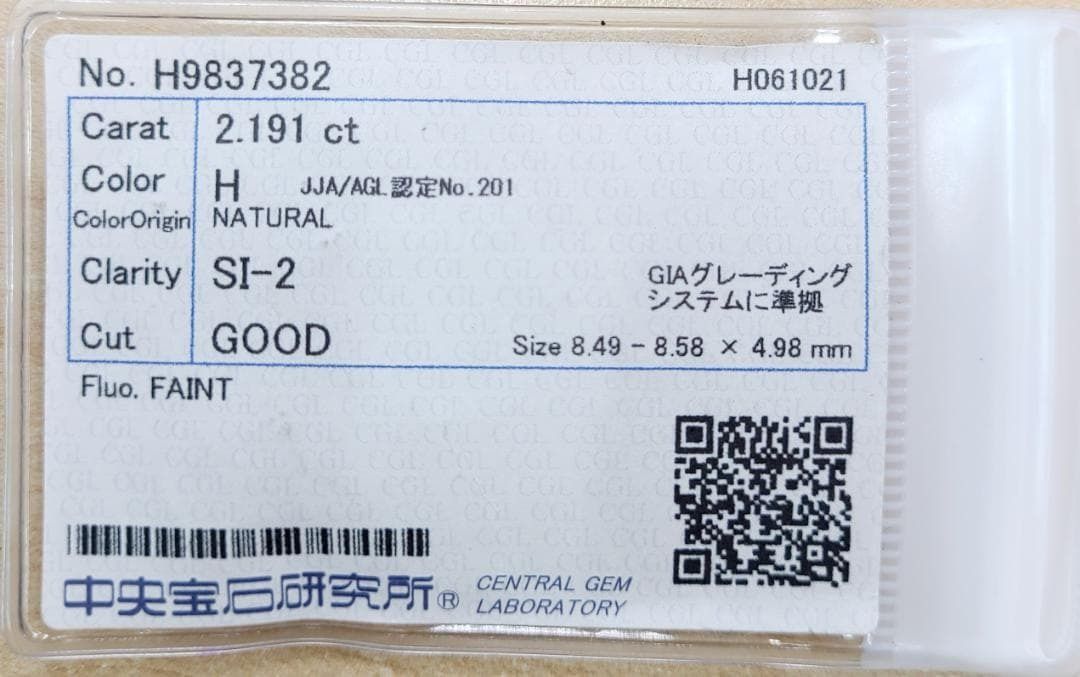 No. H9837382 H061021
Carat 2.191 ct
Color H JJA/AGL認定No.201
ColorOrigin NATURAL
Clarity SI-2 GIAグレーディング
システムに準拠
Cut GOOD Size 8.49 - 8.58 × 4.98 mm
Fluo. FAINT
中央宝石研究所® CENTRAL GEM
LABORATORY